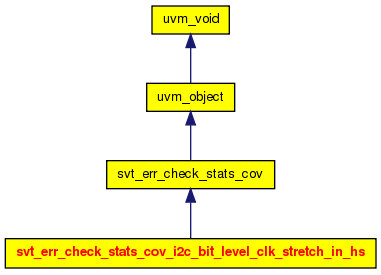 uvm_void
uvm_object
svt_err_check_stats_cov
svt_err_check_stats_cov_i2c_bit_level_clk_stretch_in_hs